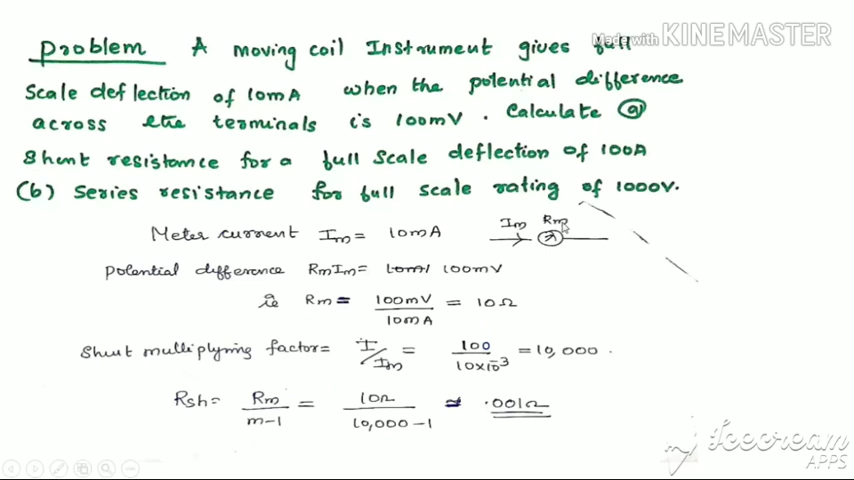 Problem A moving coil Instrument gives full
Made with KINEMASTER
Scale deflection of 10mA when the potential difference
across the terminals is 100mV. Calculate (a)
Shunt resistance for a full scale deflection of 100A
(b) Series resistance for full scale rating of 1000V.
Meter current Im = 10mA
Im Rm
Potential difference RmIm = 10mA 100mV
ie Rm = 100mV / 10mA = 10Ω
Shunt multiplying factor = I/Im = 100 / 10×10⁻³ = 10,000.
Rsh = Rm / m-1 = 10Ω / 10,000-1 ≈ .001Ω
Icecream
APPS